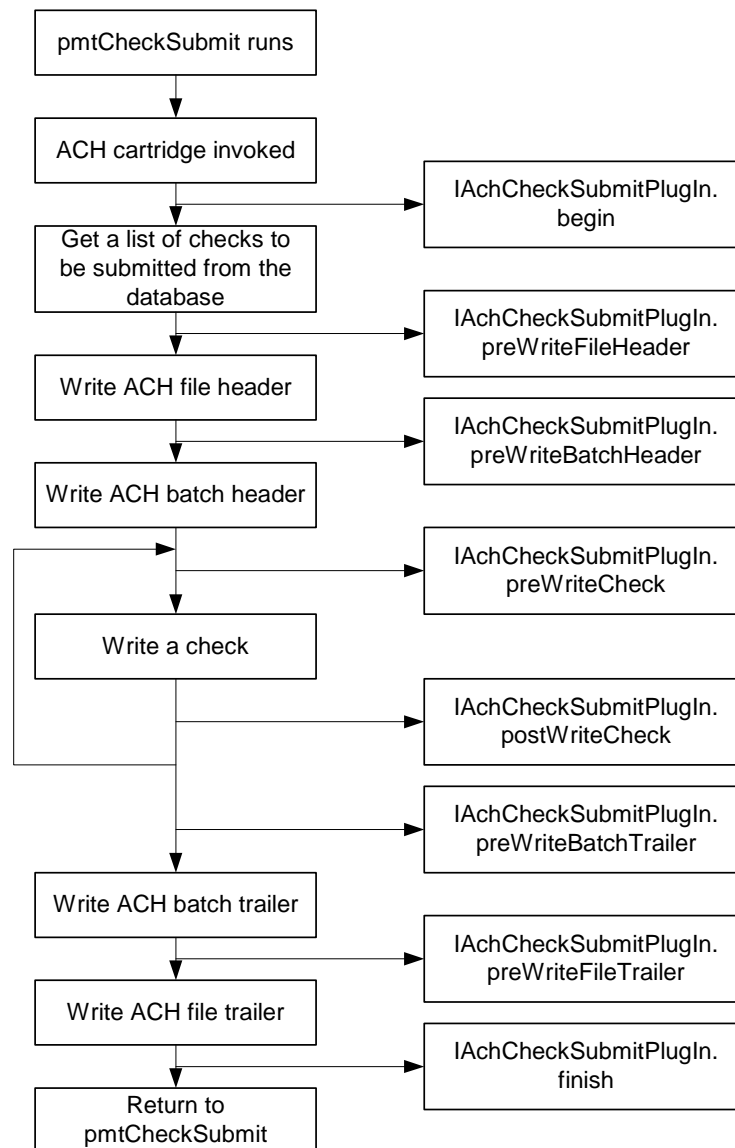 pmtCheckSubmit runs
ACH cartridge invoked
IAchCheckSubmitPlugIn.
begin
Get a list of checks to
be submitted from the
database
IAchCheckSubmitPlugIn.
preWriteFileHeader
Write ACH file header
IAchCheckSubmitPlugIn.
preWriteBatchHeader
Write ACH batch header
IAchCheckSubmitPlugIn.
preWriteCheck
Write a check
IAchCheckSubmitPlugIn.
postWriteCheck
IAchCheckSubmitPlugIn.
preWriteBatchTrailer
Write ACH batch trailer
IAchCheckSubmitPlugIn.
preWriteFileTrailer
Write ACH file trailer
IAchCheckSubmitPlugIn.
finish
Return to
pmtCheckSubmit